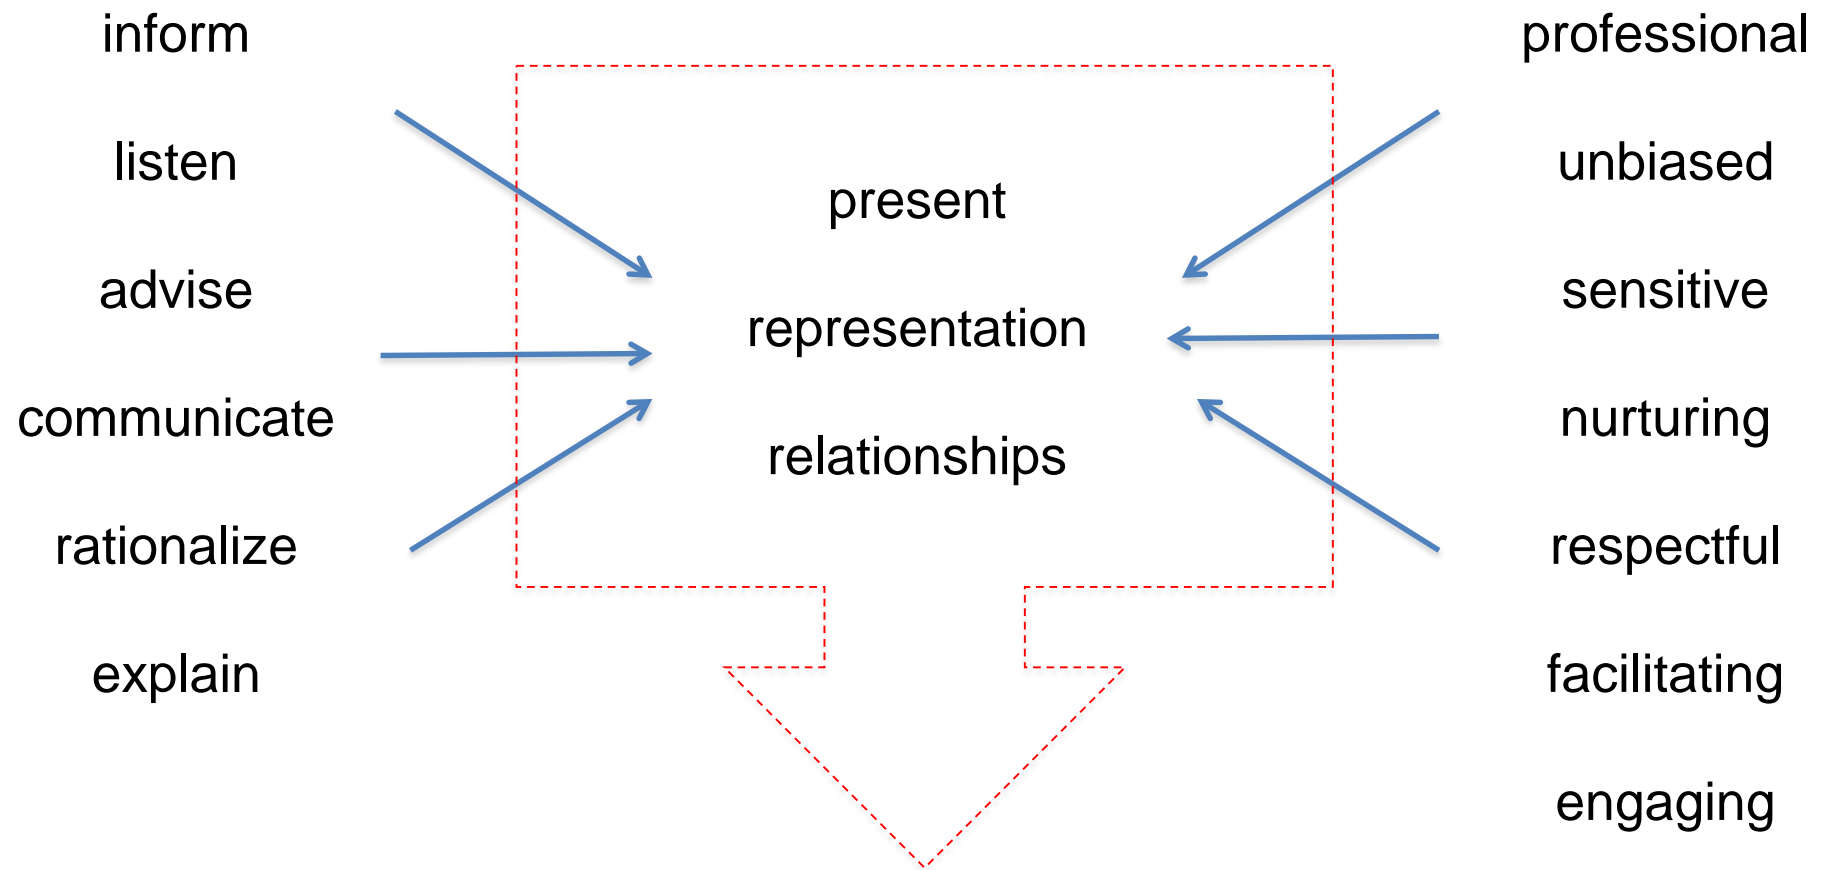 inform
listen
advise
communicate
rationalize
explain
present
representation
relationships
professional
unbiased
sensitive
nurturing
respectful
facilitating
engaging